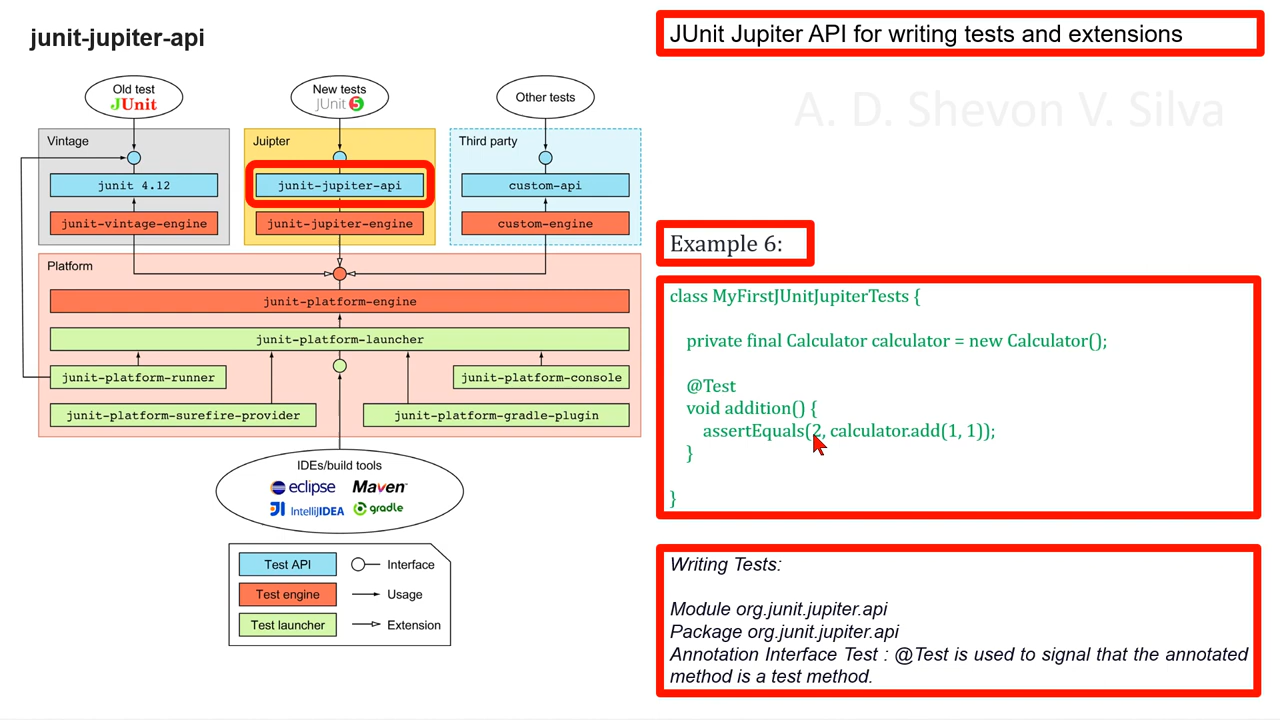 junit-jupiter-api
JUnit Jupiter API for writing tests and extensions
A. D. Shevon V. Silva
Old test
JUnit
New tests
JUnit 5
Other tests
Vintage
Juipter
Third party
junit 4.12
junit-jupiter-api
custom-api
junit-vintage-engine
junit-jupiter-engine
custom-engine
Platform
junit-platform-engine
junit-platform-launcher
junit-platform-runner
junit-platform-console
junit-platform-surefire-provider
junit-platform-gradle-plugin
IDEs/build tools
eclipse
Maven
IntelliJIDEA
gradle
Test API
Interface
Test engine
Usage
Test launcher
Extension
Example 6:
class MyFirstJUnitJupiterTests {
private final Calculator calculator = new Calculator();
@Test
void addition() {
assertEquals(2, calculator.add(1, 1));
}
}
Writing Tests:
Module org.junit.jupiter.api
Package org.junit.jupiter.api
Annotation Interface Test : @Test is used to signal that the annotated
method is a test method.